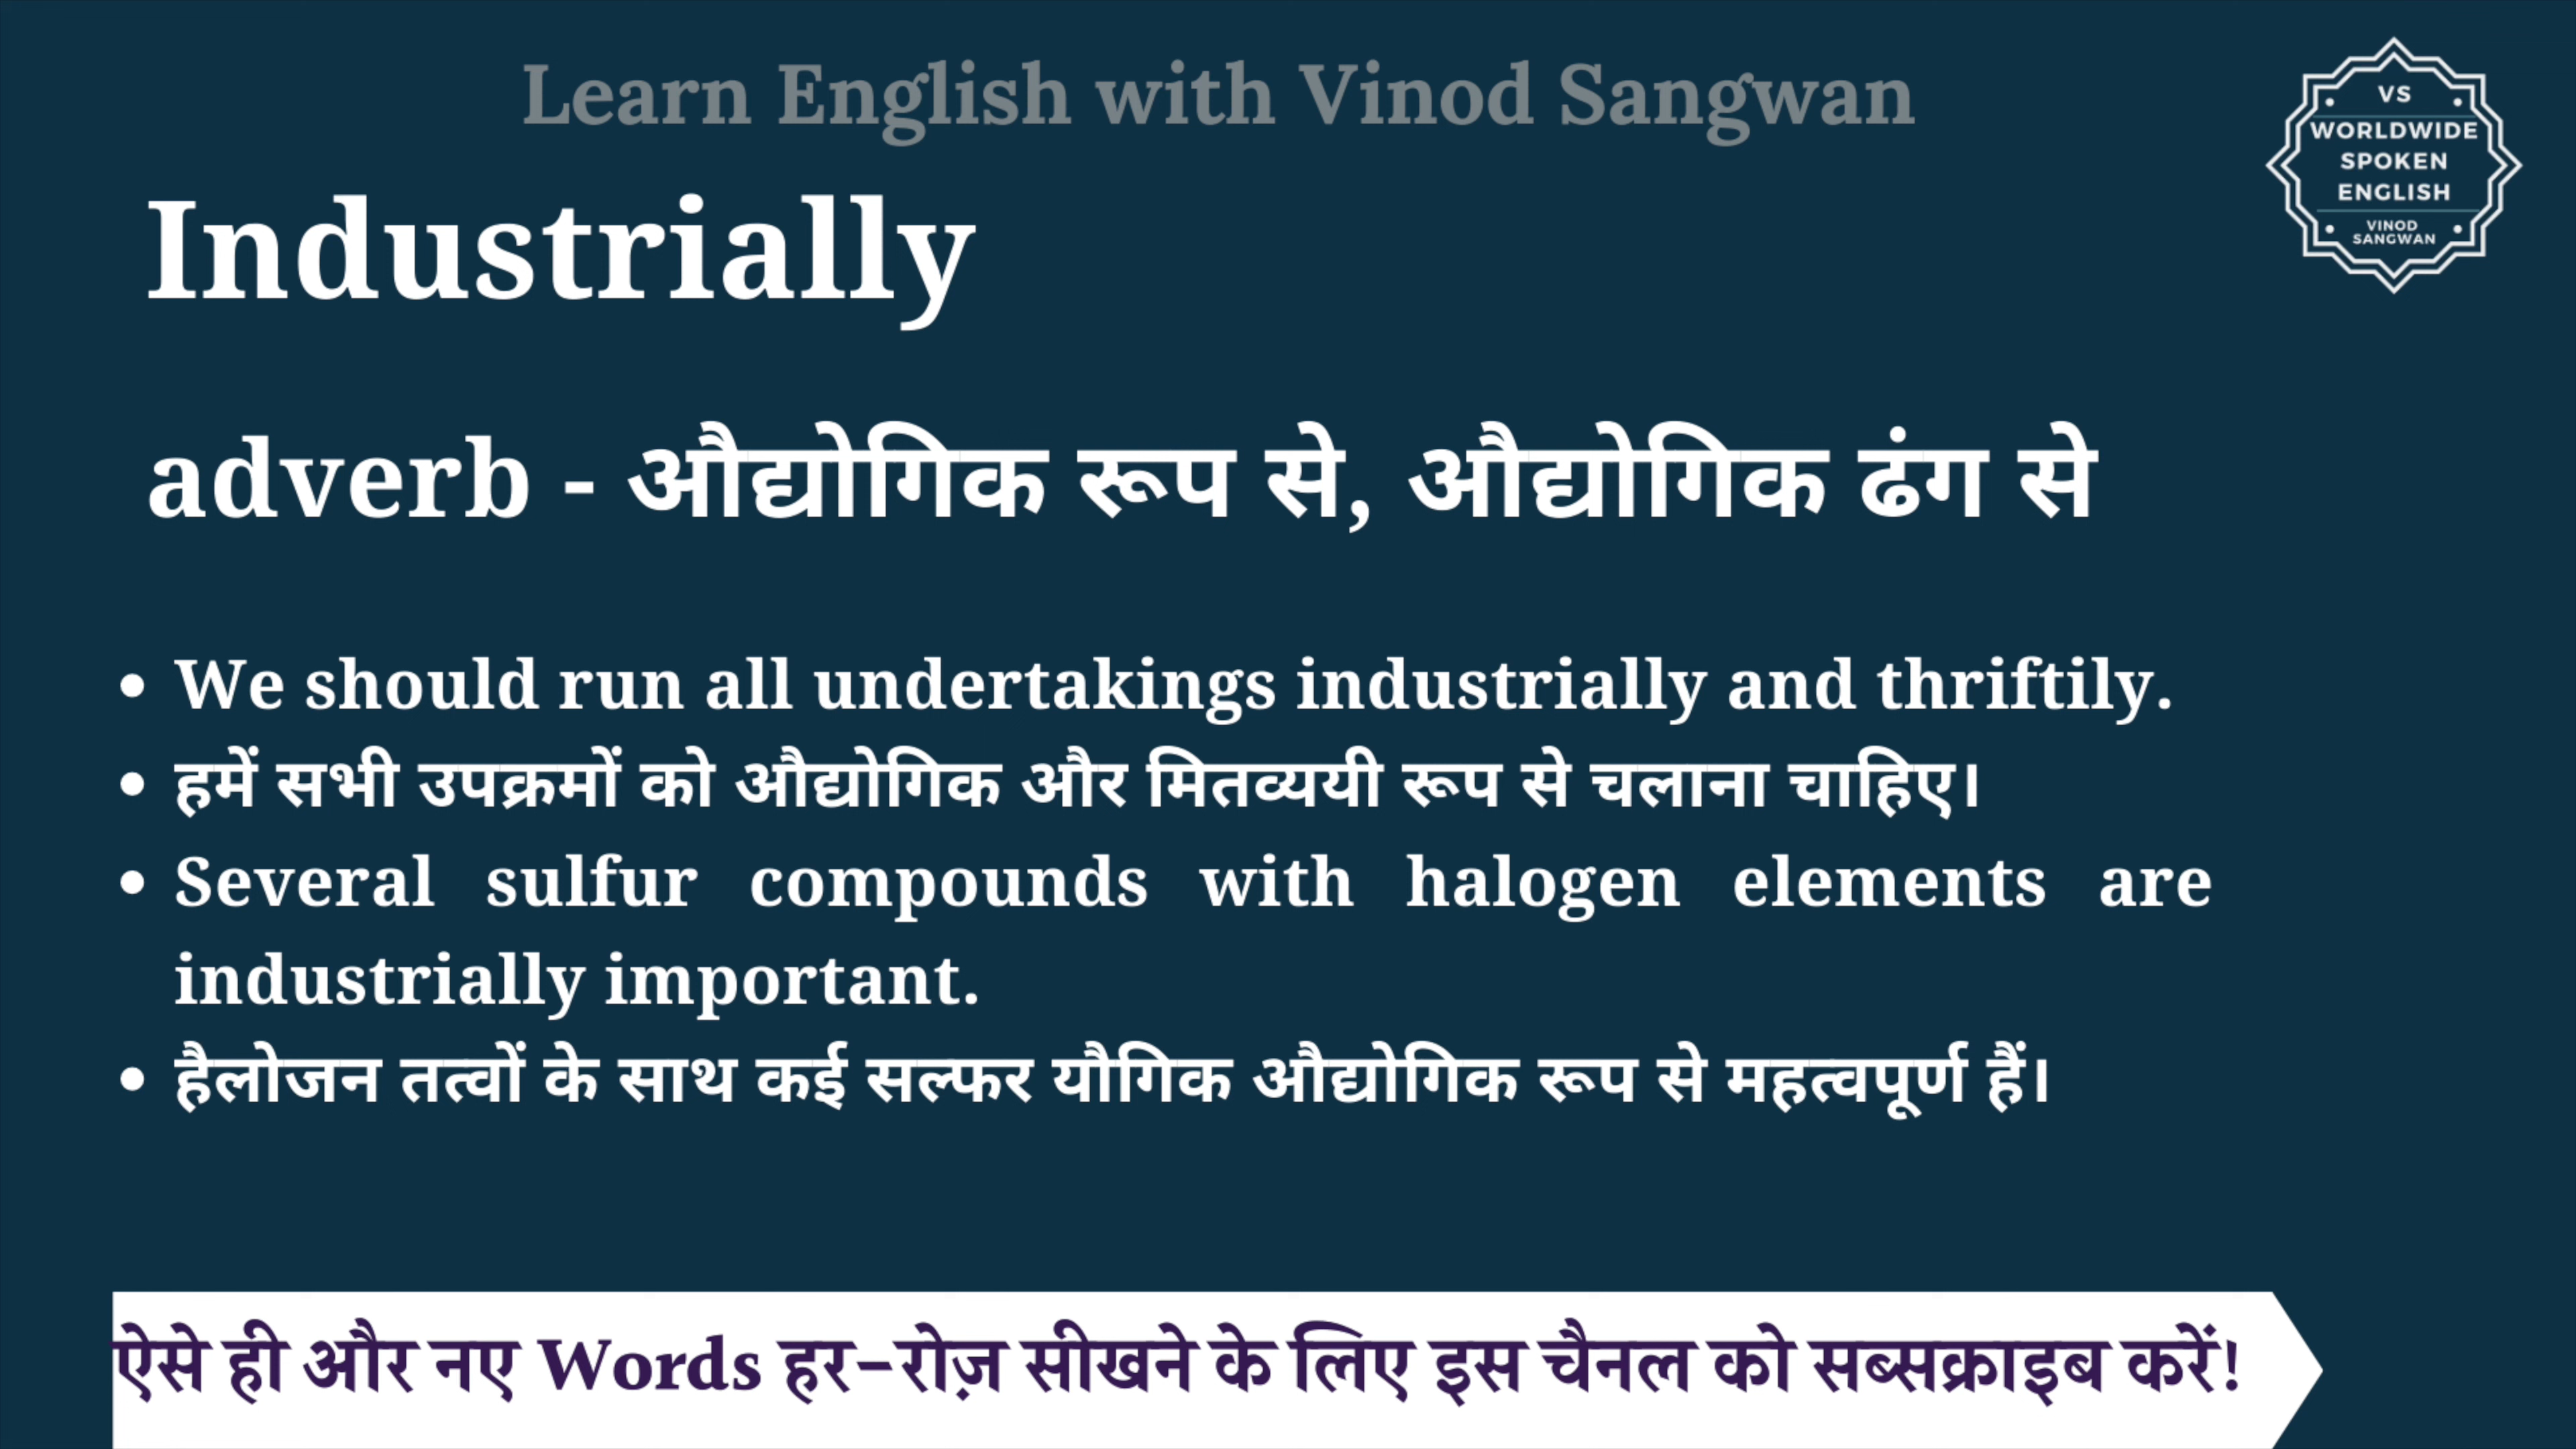 Learn English with Vinod Sangwan
VS
WORLDWIDE
SPOKEN
ENGLISH
VINOD
SANGWAN
Industrially
adverb - औद्योगिक रूप से, औद्योगिक ढंग से
• We should run all undertakings industrially and thriftily.
• हमें सभी उपक्रमों को औद्योगिक और मितव्ययी रूप से चलाना चाहिए।
• Several sulfur compounds with halogen elements are
industrially important.
• हैलोजन तत्वों के साथ कई सल्फर यौगिक औद्योगिक रूप से महत्वपूर्ण हैं।
ऐसे ही और नए Words हर-रोज़ सीखने के लिए इस चैनल को सब्सक्राइब करें!